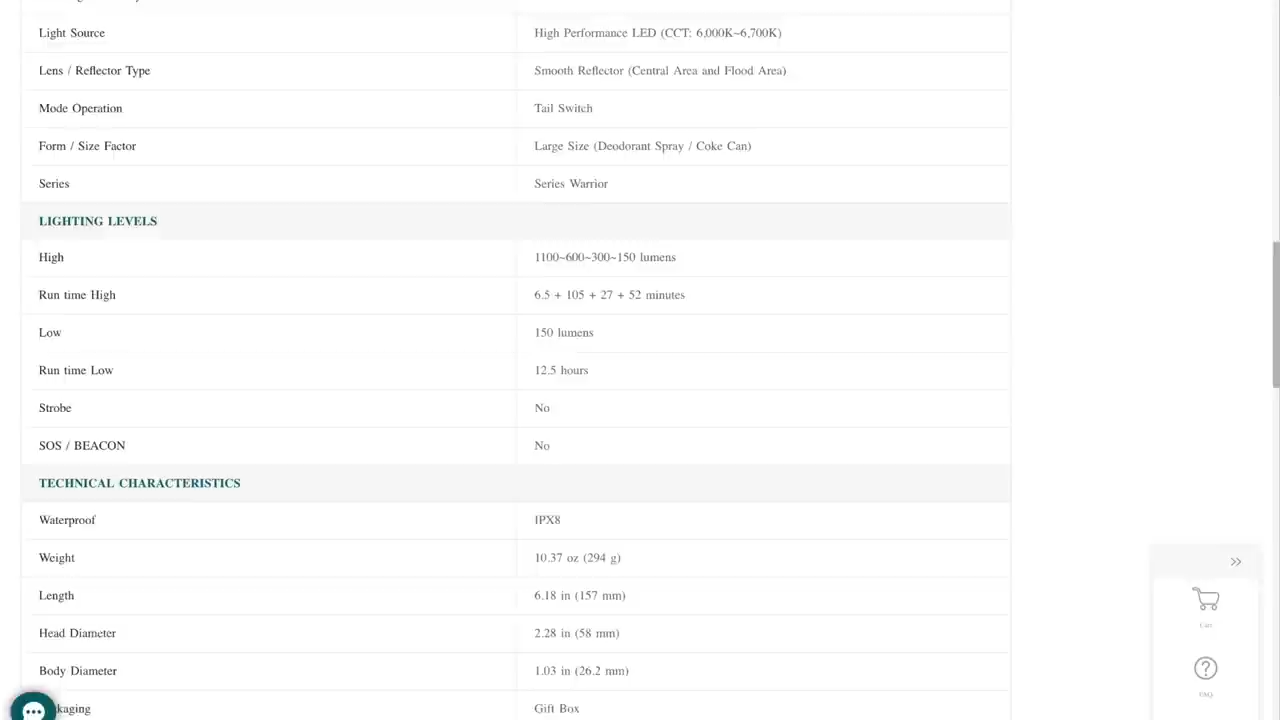 Light Source High Performance LED (CCT: 6,000K~6,700K)
Lens / Reflector Type Smooth Reflector (Central Area and Flood Area)
Mode Operation Tail Switch
Form / Size Factor Large Size (Deodorant Spray / Coke Can)
Series Series Warrior
LIGHTING LEVELS
High 1100~600~300~150 lumens
Run time High 6.5 + 105 + 27 + 52 minutes
Low 150 lumens
Run time Low 12.5 hours
Strobe No
SOS / BEACON No
TECHNICAL CHARACTERISTICS
Waterproof IPX8
Weight 10.37 oz (294 g)
Length 6.18 in (157 mm)
Head Diameter 2.28 in (58 mm)
Body Diameter 1.03 in (26.2 mm)
kaging Gift Box
Cart
FAQ